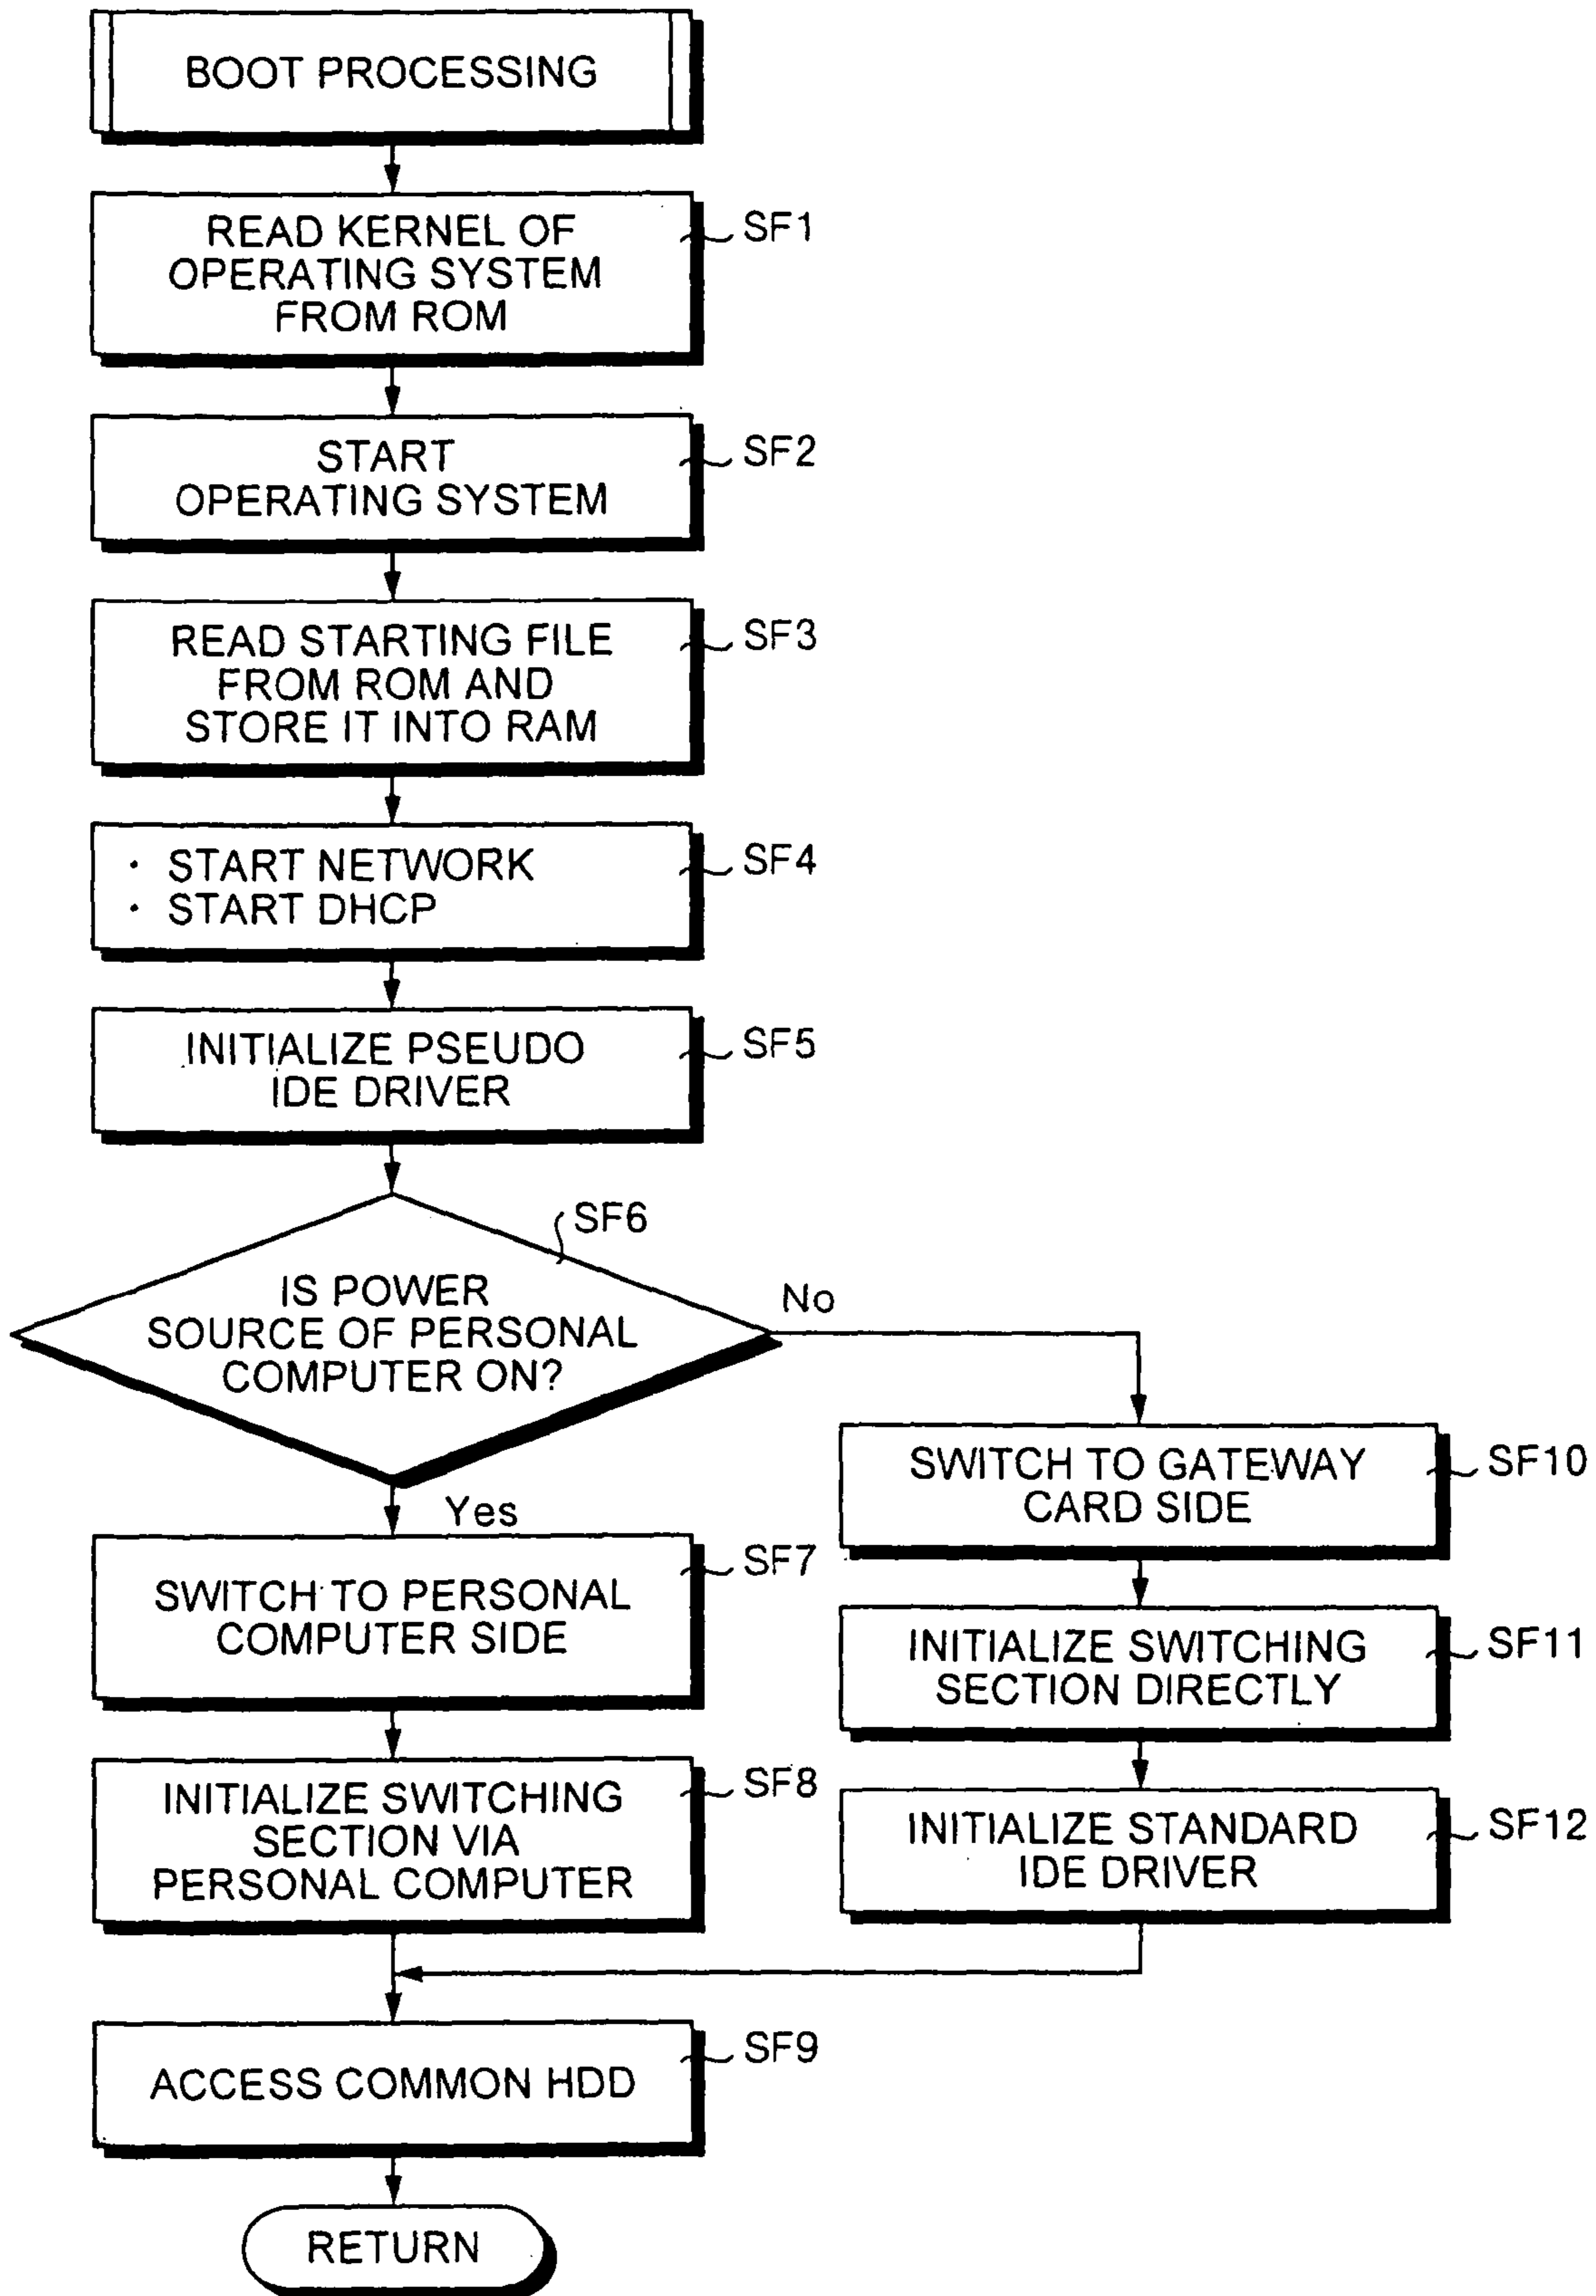 BOOT PROCESSING
READ KERNEL OF
OPERATING SYSTEM
FROM ROM
SF1
START
OPERATING SYSTEM
SF2
READ STARTING FILE
FROM ROM AND
STORE IT INTO RAM
SF3
· START NETWORK
· START DHCP
SF4
INITIALIZE PSEUDO
IDE DRIVER
SF5
SF6
IS POWER
SOURCE OF PERSONAL
COMPUTER ON?
No
Yes
SWITCH TO PERSONAL
COMPUTER SIDE
SF7
INITIALIZE SWITCHING
SECTION VIA
PERSONAL COMPUTER
SF8
SWITCH TO GATEWAY
CARD SIDE
SF10
INITIALIZE SWITCHING
SECTION DIRECTLY
SF11
INITIALIZE STANDARD
IDE DRIVER
SF12
ACCESS COMMON HDD
SF9
RETURN